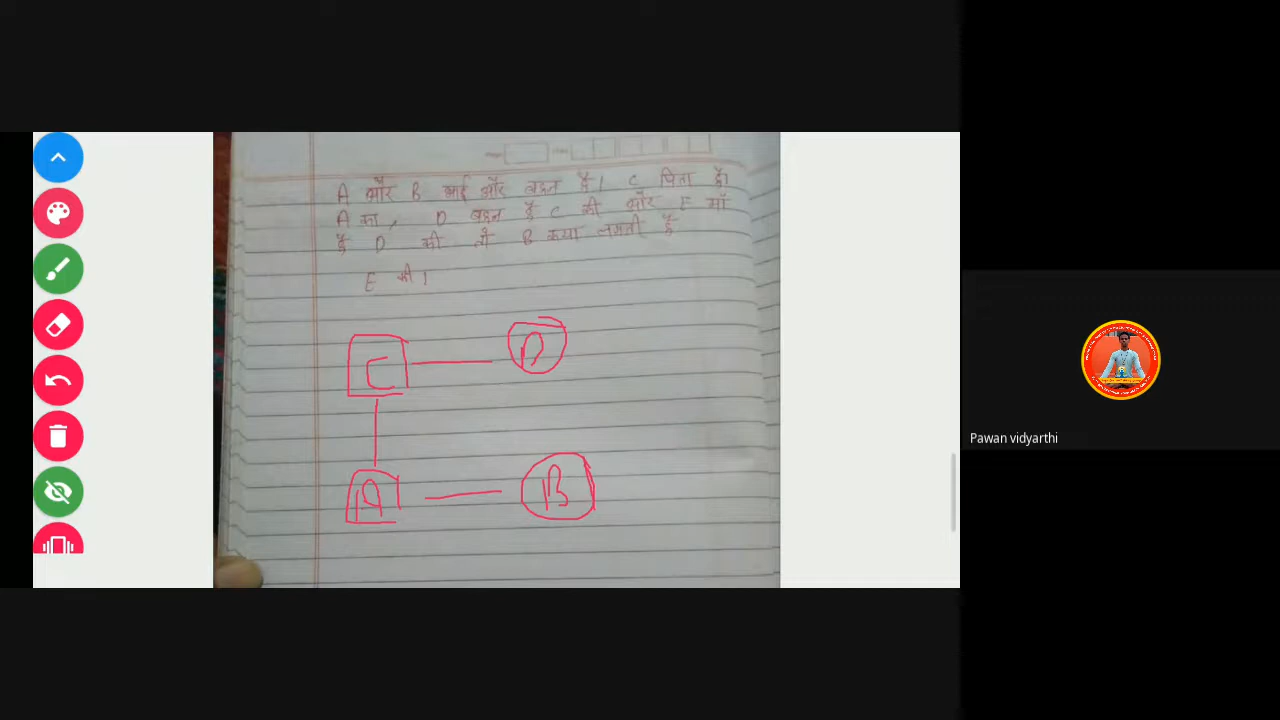 A और B भाई और बहन हैं। C पिता है।
A का, D बहन है C की और E माँ
है D की तो B क्या लगती है
E की।
C
D
A
B
Pawan vidyarthi